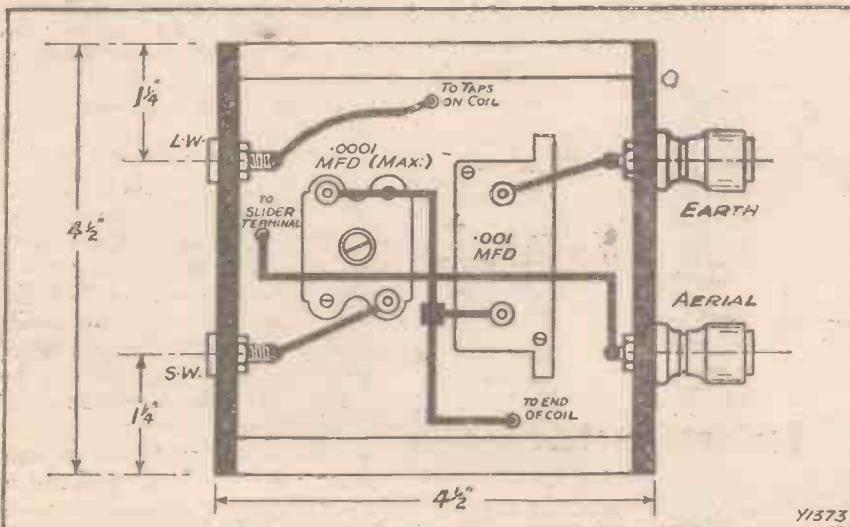 1¼"
TO TAPS
ON COIL
L.W.
.0001
MFD (MAX:)
TO
SLIDER
TERMINAL
EARTH
4½"
.001
MFD
AERIAL
S.W.
1¼"
TO END
OF COIL
4½"
Y1373